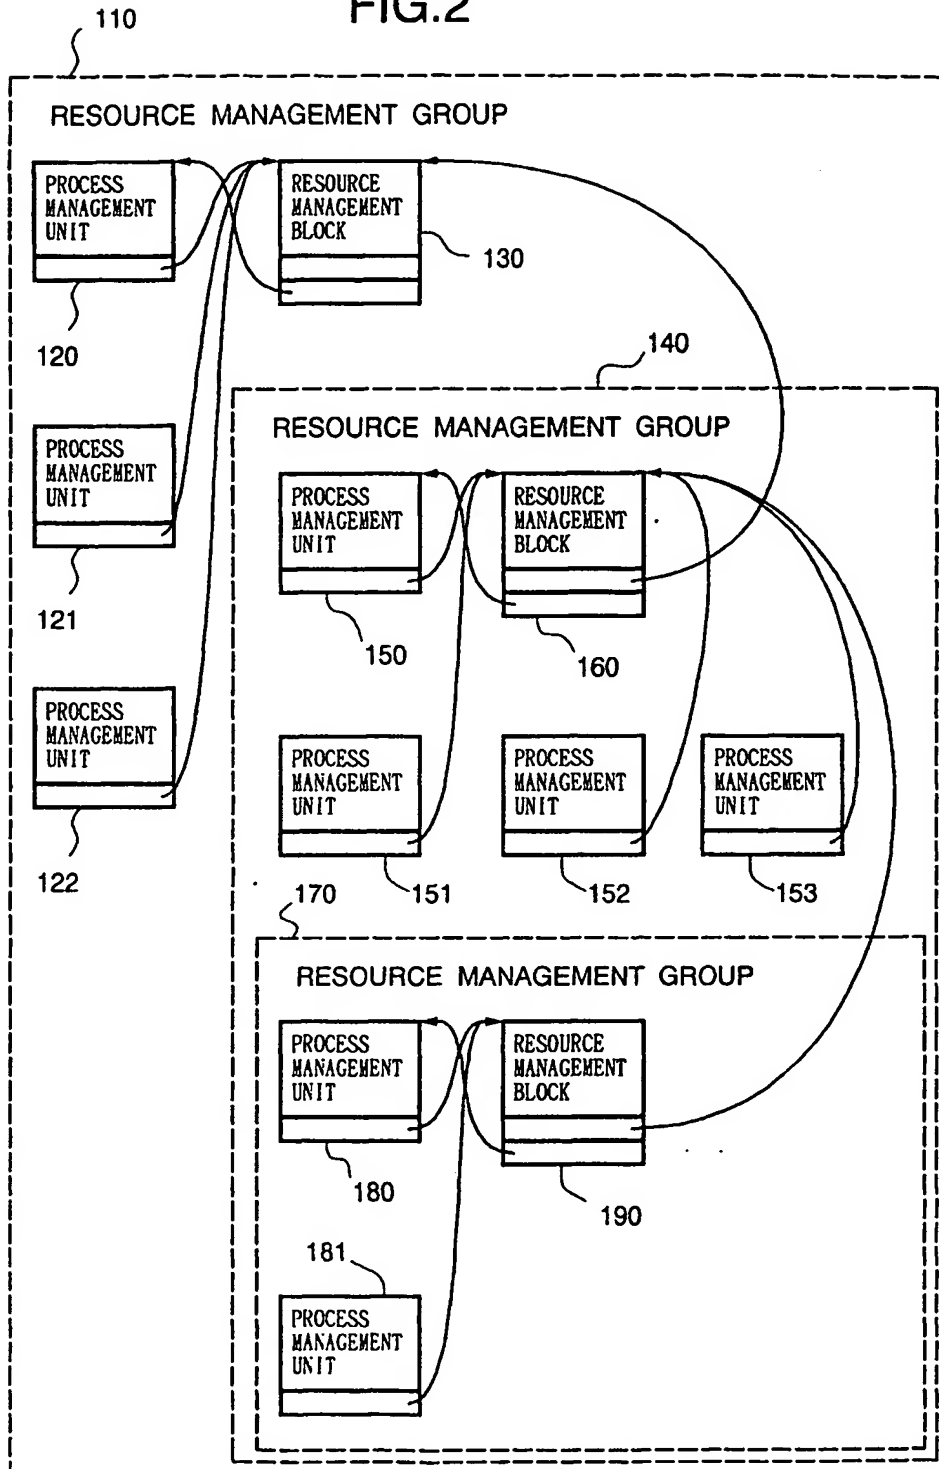 FIG.2
110
RESOURCE MANAGEMENT GROUP
PROCESS
MANAGEMENT
UNIT
RESOURCE
MANAGEMENT
BLOCK
130
120
140
RESOURCE MANAGEMENT GROUP
PROCESS
MANAGEMENT
UNIT
121
PROCESS
MANAGEMENT
UNIT
RESOURCE
MANAGEMENT
BLOCK
150
160
PROCESS
MANAGEMENT
UNIT
122
PROCESS
MANAGEMENT
UNIT
PROCESS
MANAGEMENT
UNIT
PROCESS
MANAGEMENT
UNIT
151
152
153
170
RESOURCE MANAGEMENT GROUP
PROCESS
MANAGEMENT
UNIT
RESOURCE
MANAGEMENT
BLOCK
180
190
181
PROCESS
MANAGEMENT
UNIT